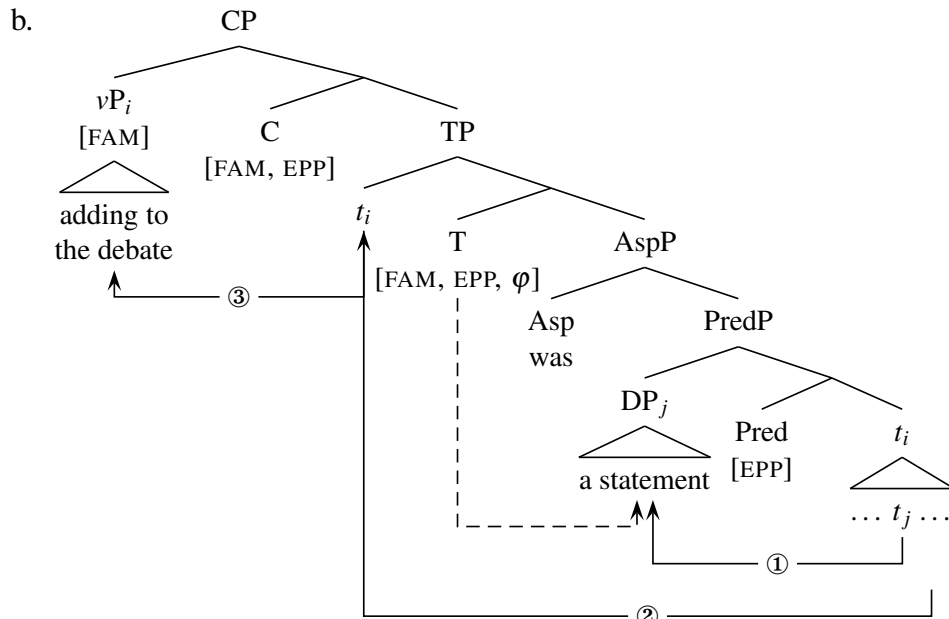 b.
CP
vP_i
[FAM]
C
[FAM, EPP]
TP
adding to
the debate
t_i
T
[FAM, EPP, φ]
AspP
③
Asp
was
PredP
DP_j
Pred
[EPP]
t_i
a statement
… t_j …
①
②